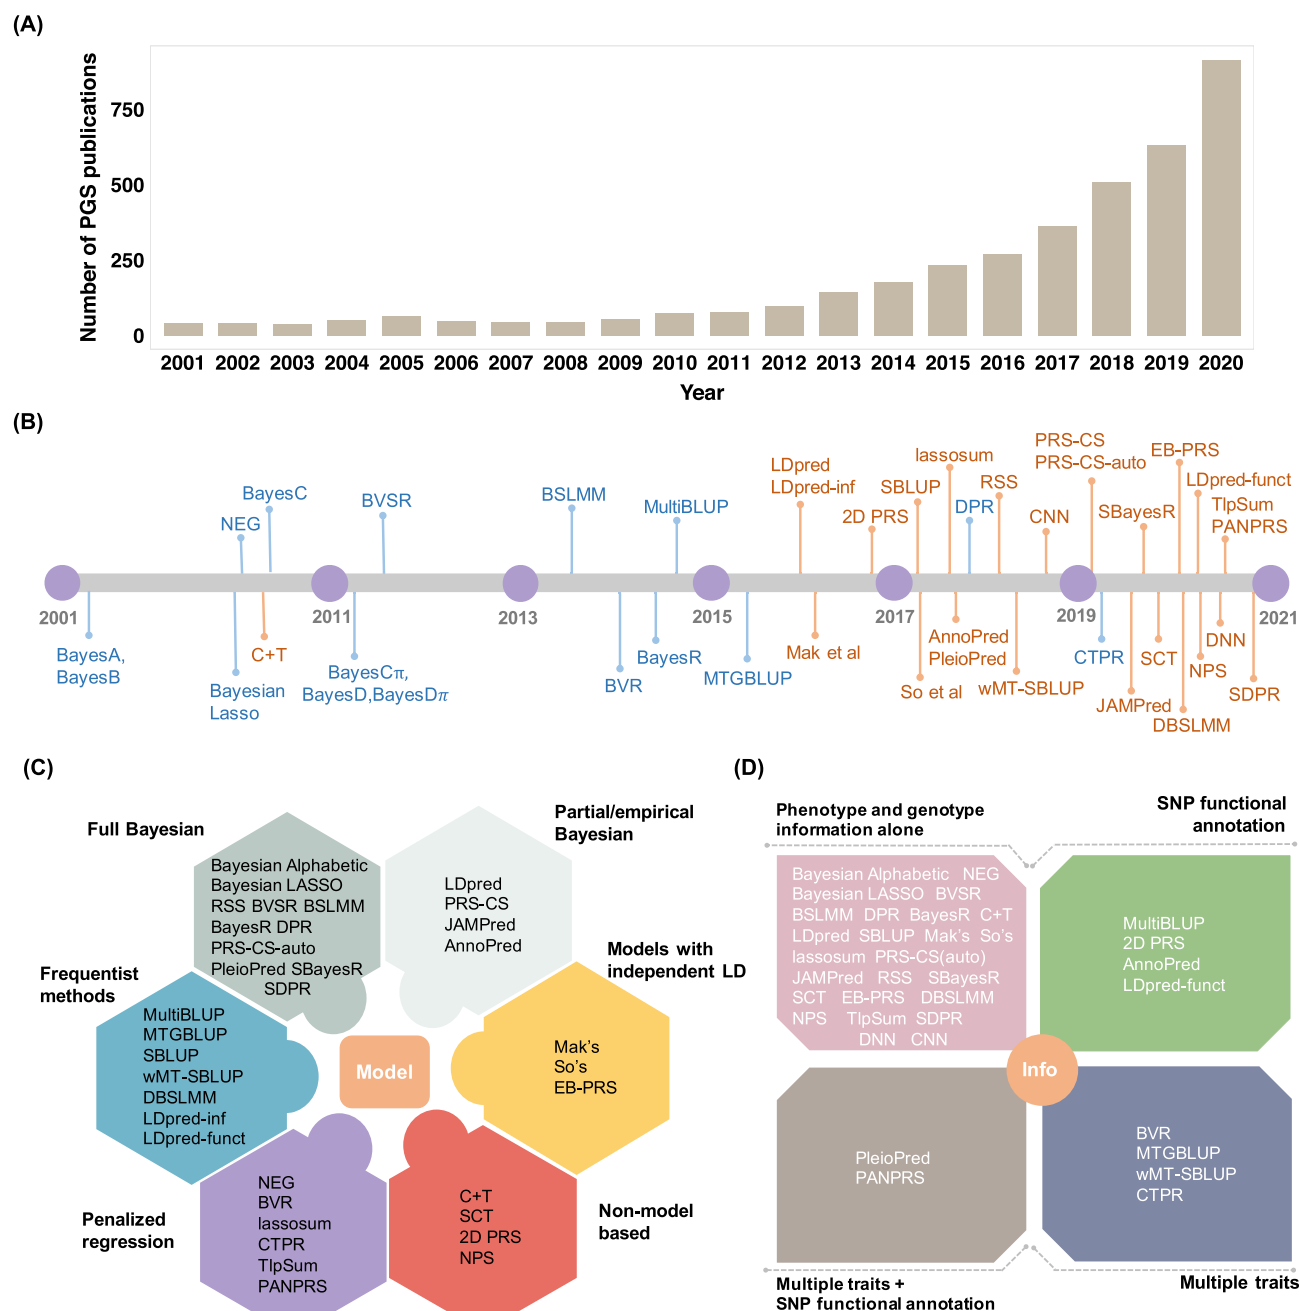 (A)
Number of PGS publications
750
500
250
0
2001 2002 2003 2004 2005 2006 2007 2008 2009 2010 2011 2012 2013 2014 2015 2016 2017 2018 2019 2020
Year
(B)
PRS-CS
PRS-CS-auto
EB-PRS
lassosum
LDpred
LDpred-inf
SBLUP
RSS
LDpred-funct
BayesC
BVSR
BSLMM
MultiBLUP
DPR
SBayesR
TlpSum
PANPRS
NEG
2D PRS
CNN
2001
2011
2013
2015
2017
2019
2021
BayesA,
BayesB
C+T
Bayesian
Lasso
BayesCπ,
BayesD,BayesDπ
BVR
BayesR
MTGBLUP
Mak et al
So et al
AnnoPred
PleioPred
wMT-SBLUP
CTPR
JAMPred
SCT
DBSLMM
NPS
DNN
SDPR
(C)
Full Bayesian
Bayesian Alphabetic
Bayesian LASSO
RSS BVSR BSLMM
BayesR DPR
PRS-CS-auto
PleioPred SBayesR
SDPR
Partial/empirical
Bayesian
LDpred
PRS-CS
JAMPred
AnnoPred
Frequentist
methods
MultiBLUP
MTGBLUP
SBLUP
wMT-SBLUP
DBSLMM
LDpred-inf
LDpred-funct
Model
Models with
independent LD
Mak's
So's
EB-PRS
Penalized
regression
NEG
BVR
lassosum
CTPR
TlpSum
PANPRS
C+T
SCT
2D PRS
NPS
Non-model
based
(D)
Phenotype and genotype
information alone
Bayesian Alphabetic NEG
Bayesian LASSO BVSR
BSLMM DPR BayesR C+T
LDpred SBLUP Mak's So's
lassosum PRS-CS(auto)
JAMPred RSS SBayesR
SCT EB-PRS DBSLMM
NPS TlpSum SDPR
DNN CNN
SNP functional
annotation
MultiBLUP
2D PRS
AnnoPred
LDpred-funct
Info
PleioPred
PANPRS
Multiple traits +
SNP functional annotation
BVR
MTGBLUP
wMT-SBLUP
CTPR
Multiple traits